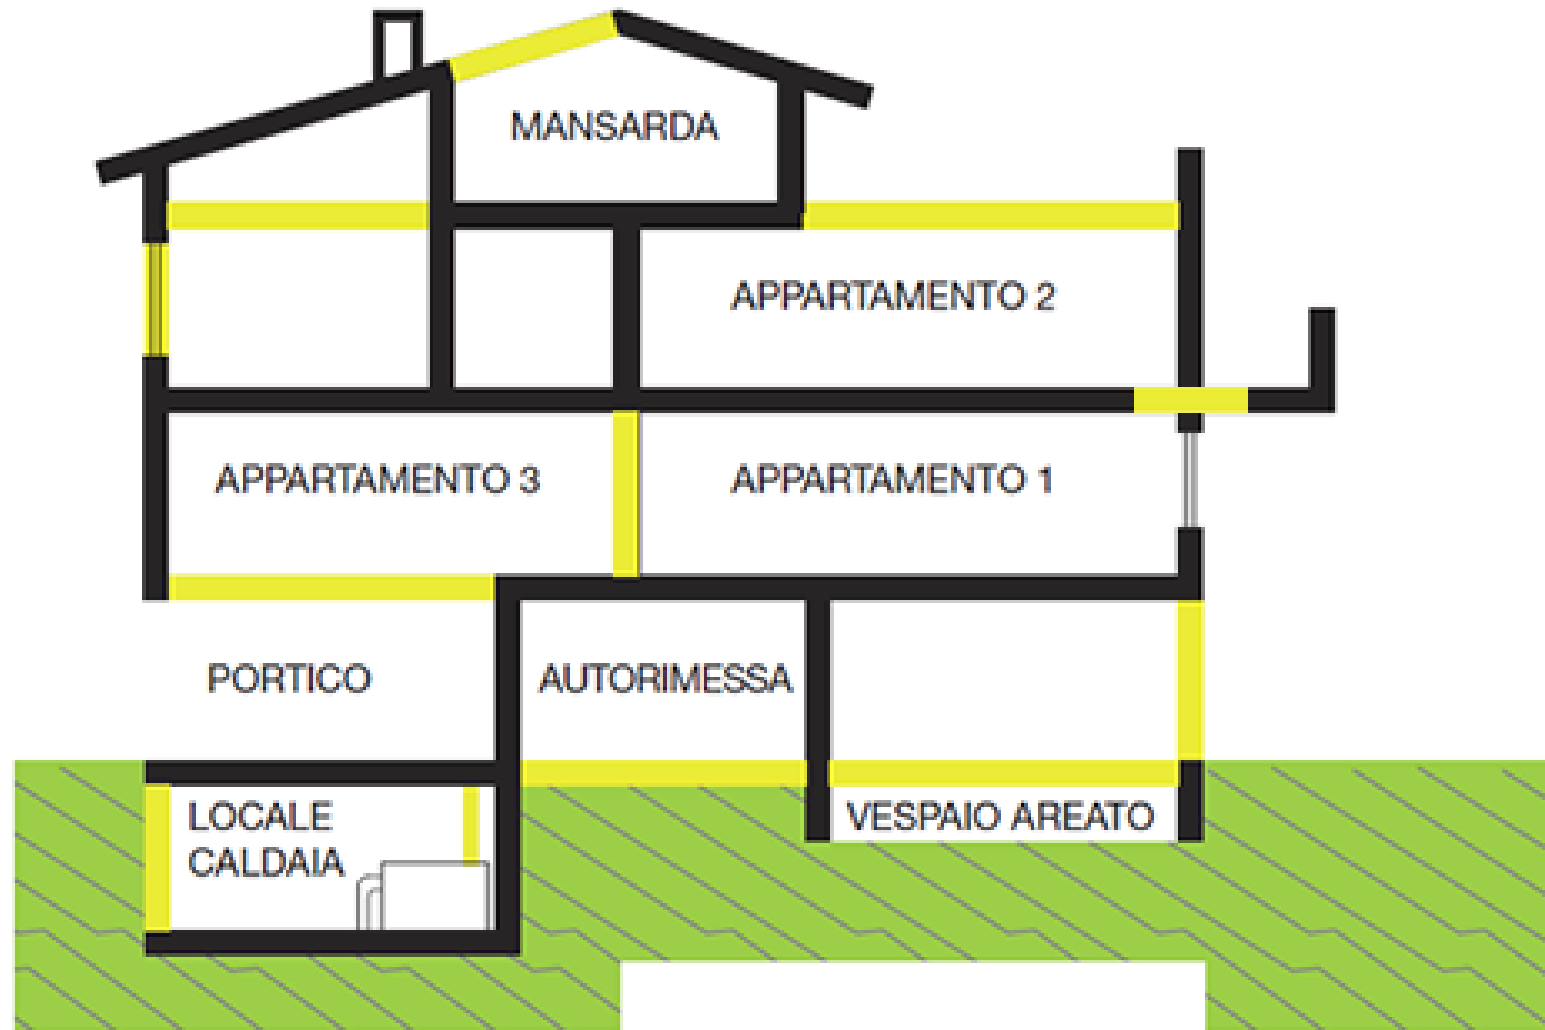 MANSARDA
APPARTAMENTO 2
APPARTAMENTO 3
APPARTAMENTO 1
PORTICO
AUTORIMESSA
LOCALE
CALDAIA
VESPAIO AREATO